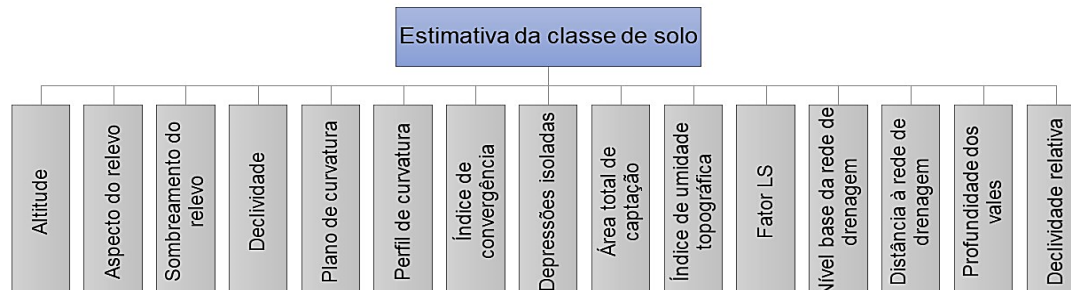 Estimativa da classe de solo
Altitude
Aspecto do relevo
Sombreamento do
relevo
Declividade
Plano de curvatura
Perfil de curvatura
Índice de
convergência
Depressões isoladas
Área total de
captação
Índice de umidade
topográfica
Fator LS
Nível base da rede de
drenagem
Distância à rede de
drenagem
Profundidade dos
vales
Declividade relativa